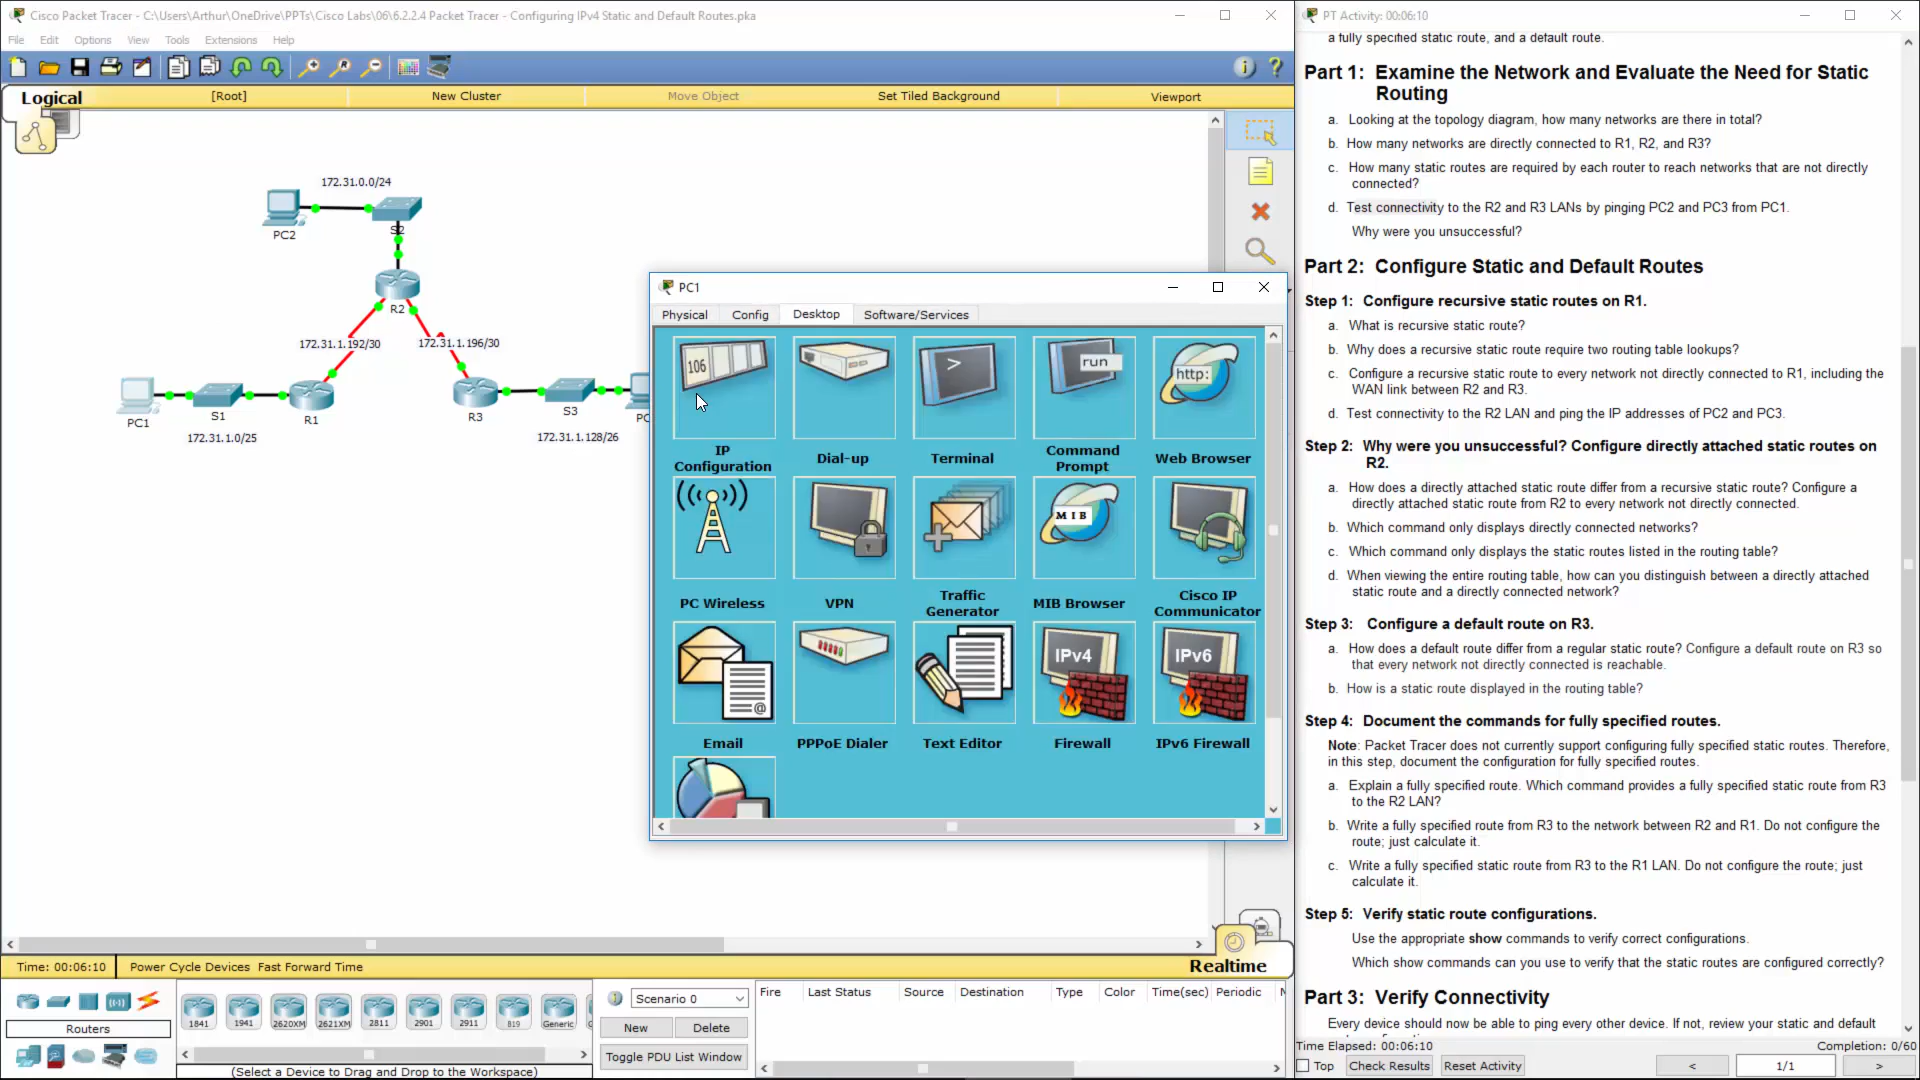 Cisco Packet Tracer - C:\Users\Arthur\OneDrive\PPTs\Cisco Labs\06\6.2.2.4 Packet Tracer - Configuring IPv4 Static and Default Routes.pka
File Edit Options View Tools Extensions Help
Logical
[Root]
New Cluster
Move Object
Set Tiled Background
Viewport
172.31.0.0/24
PC2
S2
R2
172.31.1.192/30
172.31.1.196/30
PC1
S1
R1
R3
S3
172.31.1.0/25
172.31.1.128/26
PC1
Physical Config Desktop Software/Services
106
>
run
http:
IP Configuration
Dial-up
Terminal
Command Prompt
Web Browser
MIB
PC Wireless
VPN
Traffic Generator
MIB Browser
Cisco IP Communicator
@
IPv4
IPv6
Email
PPPoE Dialer
Text Editor
Firewall
IPv6 Firewall
Realtime
Time: 00:06:10
Power Cycle Devices Fast Forward Time
Routers
1841 1941 2620XM 2621XM 2811 2901 2911 819 Generic
(Select a Device to Drag and Drop to the Workspace)
Scenario 0
New
Delete
Toggle PDU List Window
Fire Last Status Source Destination Type Color Time(sec) Periodic
PT Activity: 00:06:10
a fully specified static route, and a default route.
Part 1: Examine the Network and Evaluate the Need for Static
Routing
a. Looking at the topology diagram, how many networks are there in total?
b. How many networks are directly connected to R1, R2, and R3?
c. How many static routes are required by each router to reach networks that are not directly
connected?
d. Test connectivity to the R2 and R3 LANs by pinging PC2 and PC3 from PC1.
Why were you unsuccessful?
Part 2: Configure Static and Default Routes
Step 1: Configure recursive static routes on R1.
a. What is recursive static route?
b. Why does a recursive static route require two routing table lookups?
c. Configure a recursive static route to every network not directly connected to R1, including the
WAN link between R2 and R3.
d. Test connectivity to the R2 LAN and ping the IP addresses of PC2 and PC3.
Step 2: Why were you unsuccessful? Configure directly attached static routes on
R2.
a. How does a directly attached static route differ from a recursive static route? Configure a
directly attached static route from R2 to every network not directly connected.
b. Which command only displays directly connected networks?
c. Which command only displays the static routes listed in the routing table?
d. When viewing the entire routing table, how can you distinguish between a directly attached
static route and a directly connected network?
Step 3: Configure a default route on R3.
a. How does a default route differ from a regular static route? Configure a default route on R3 so
that every network not directly connected is reachable.
b. How is a static route displayed in the routing table?
Step 4: Document the commands for fully specified routes.
Note: Packet Tracer does not currently support configuring fully specified static routes. Therefore,
in this step, document the configuration for fully specified routes.
a. Explain a fully specified route. Which command provides a fully specified static route from R3
to the R2 LAN?
b. Write a fully specified route from R3 to the network between R2 and R1. Do not configure the
route; just calculate it.
c. Write a fully specified static route from R3 to the R1 LAN. Do not configure the route; just
calculate it.
Step 5: Verify static route configurations.
Use the appropriate show commands to verify correct configurations.
Which show commands can you use to verify that the static routes are configured correctly?
Part 3: Verify Connectivity
Every device should now be able to ping every other device. If not, review your static and default
Time Elapsed: 00:06:10
Completion: 0/60
Top
Check Results
Reset Activity
<
1/1
>